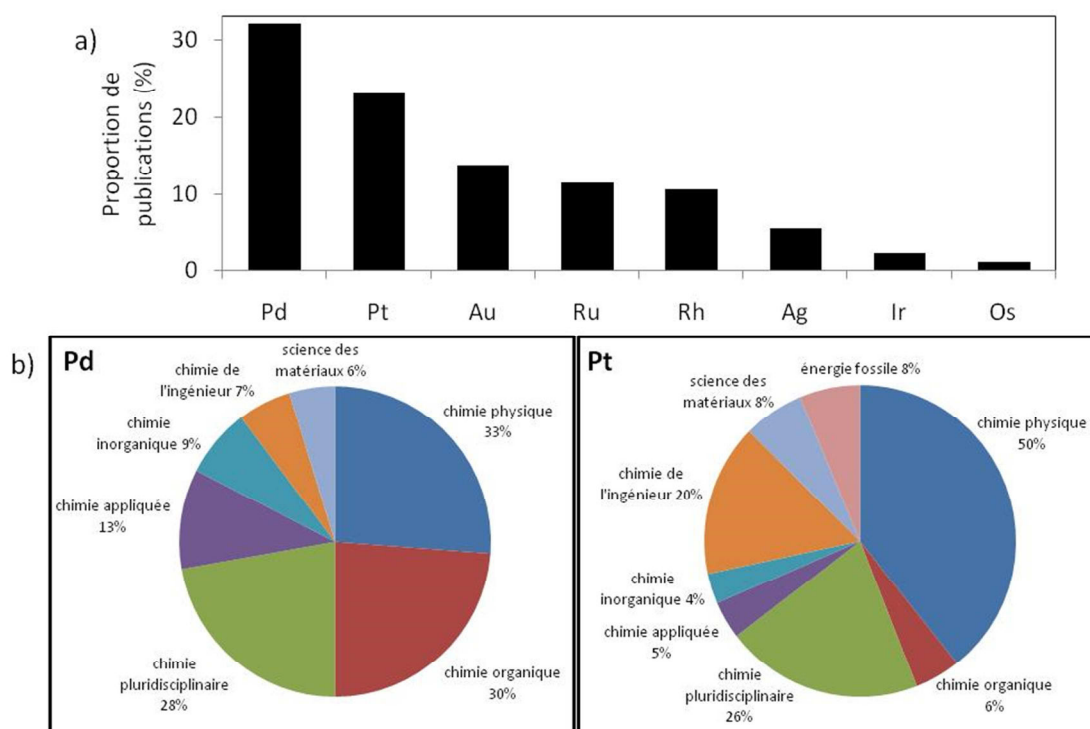 a)
Proportion de
publications (%)
30
20
10
0
Pd Pt Au Ru Rh Ag Ir Os
b)
Pd
science des
matériaux 6%
chimie de
l'ingénieur 7%
chimie physique
33%
chimie
inorganique 9%
chimie appliquée
13%
chimie
pluridisciplinaire
28%
chimie organique
30%
Pt
énergie fossile 8%
science des
matériaux 8%
chimie physique
50%
chimie de
l'ingénieur 20%
chimie
inorganique 4%
chimie appliquée
5%
chimie
pluridisciplinaire
26%
chimie organique
6%